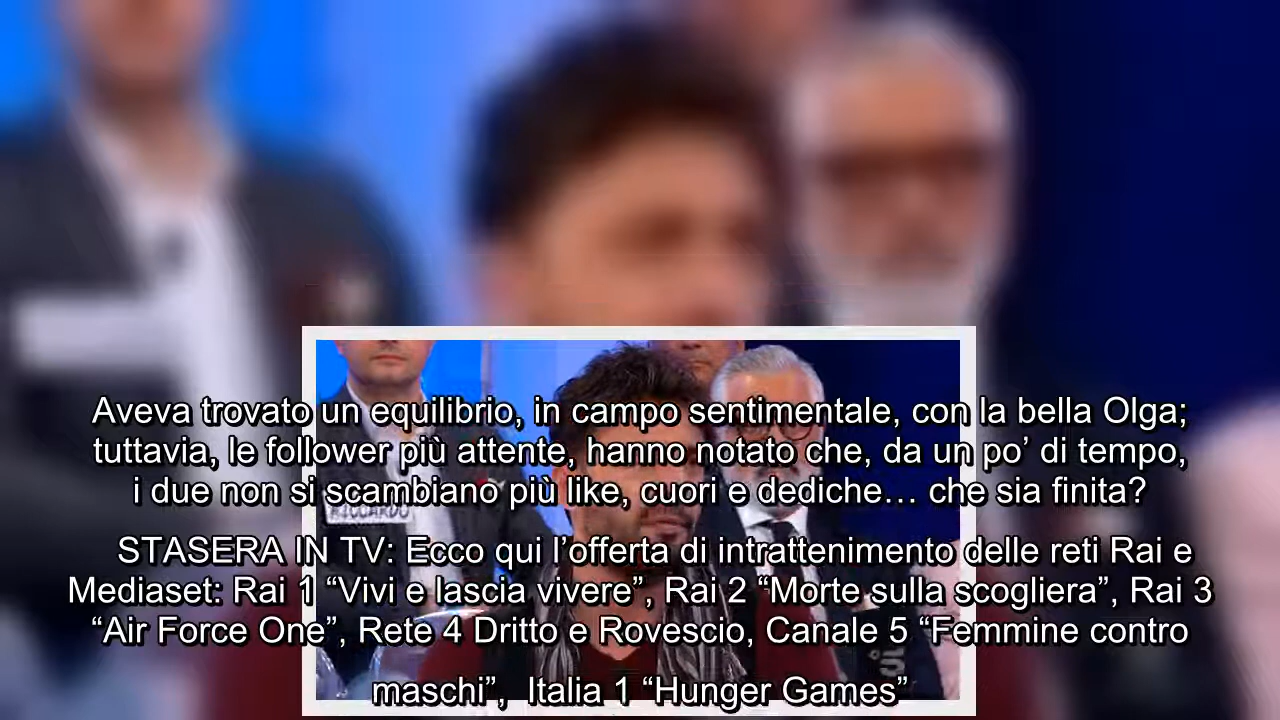 Aveva trovato un equilibrio, in campo sentimentale, con la bella Olga;
tuttavia, le follower più attente, hanno notato che, da un po’ di tempo,
i due non si scambiano più like, cuori e dediche… che sia finita?
RICCARDO
STASERA IN TV: Ecco qui l’offerta di intrattenimento delle reti Rai e
Mediaset: Rai 1 “Vivi e lascia vivere”, Rai 2 “Morte sulla scogliera”, Rai 3
“Air Force One”, Rete 4 Dritto e Rovescio, Canale 5 “Femmine contro
maschi”, Italia 1 “Hunger Games”